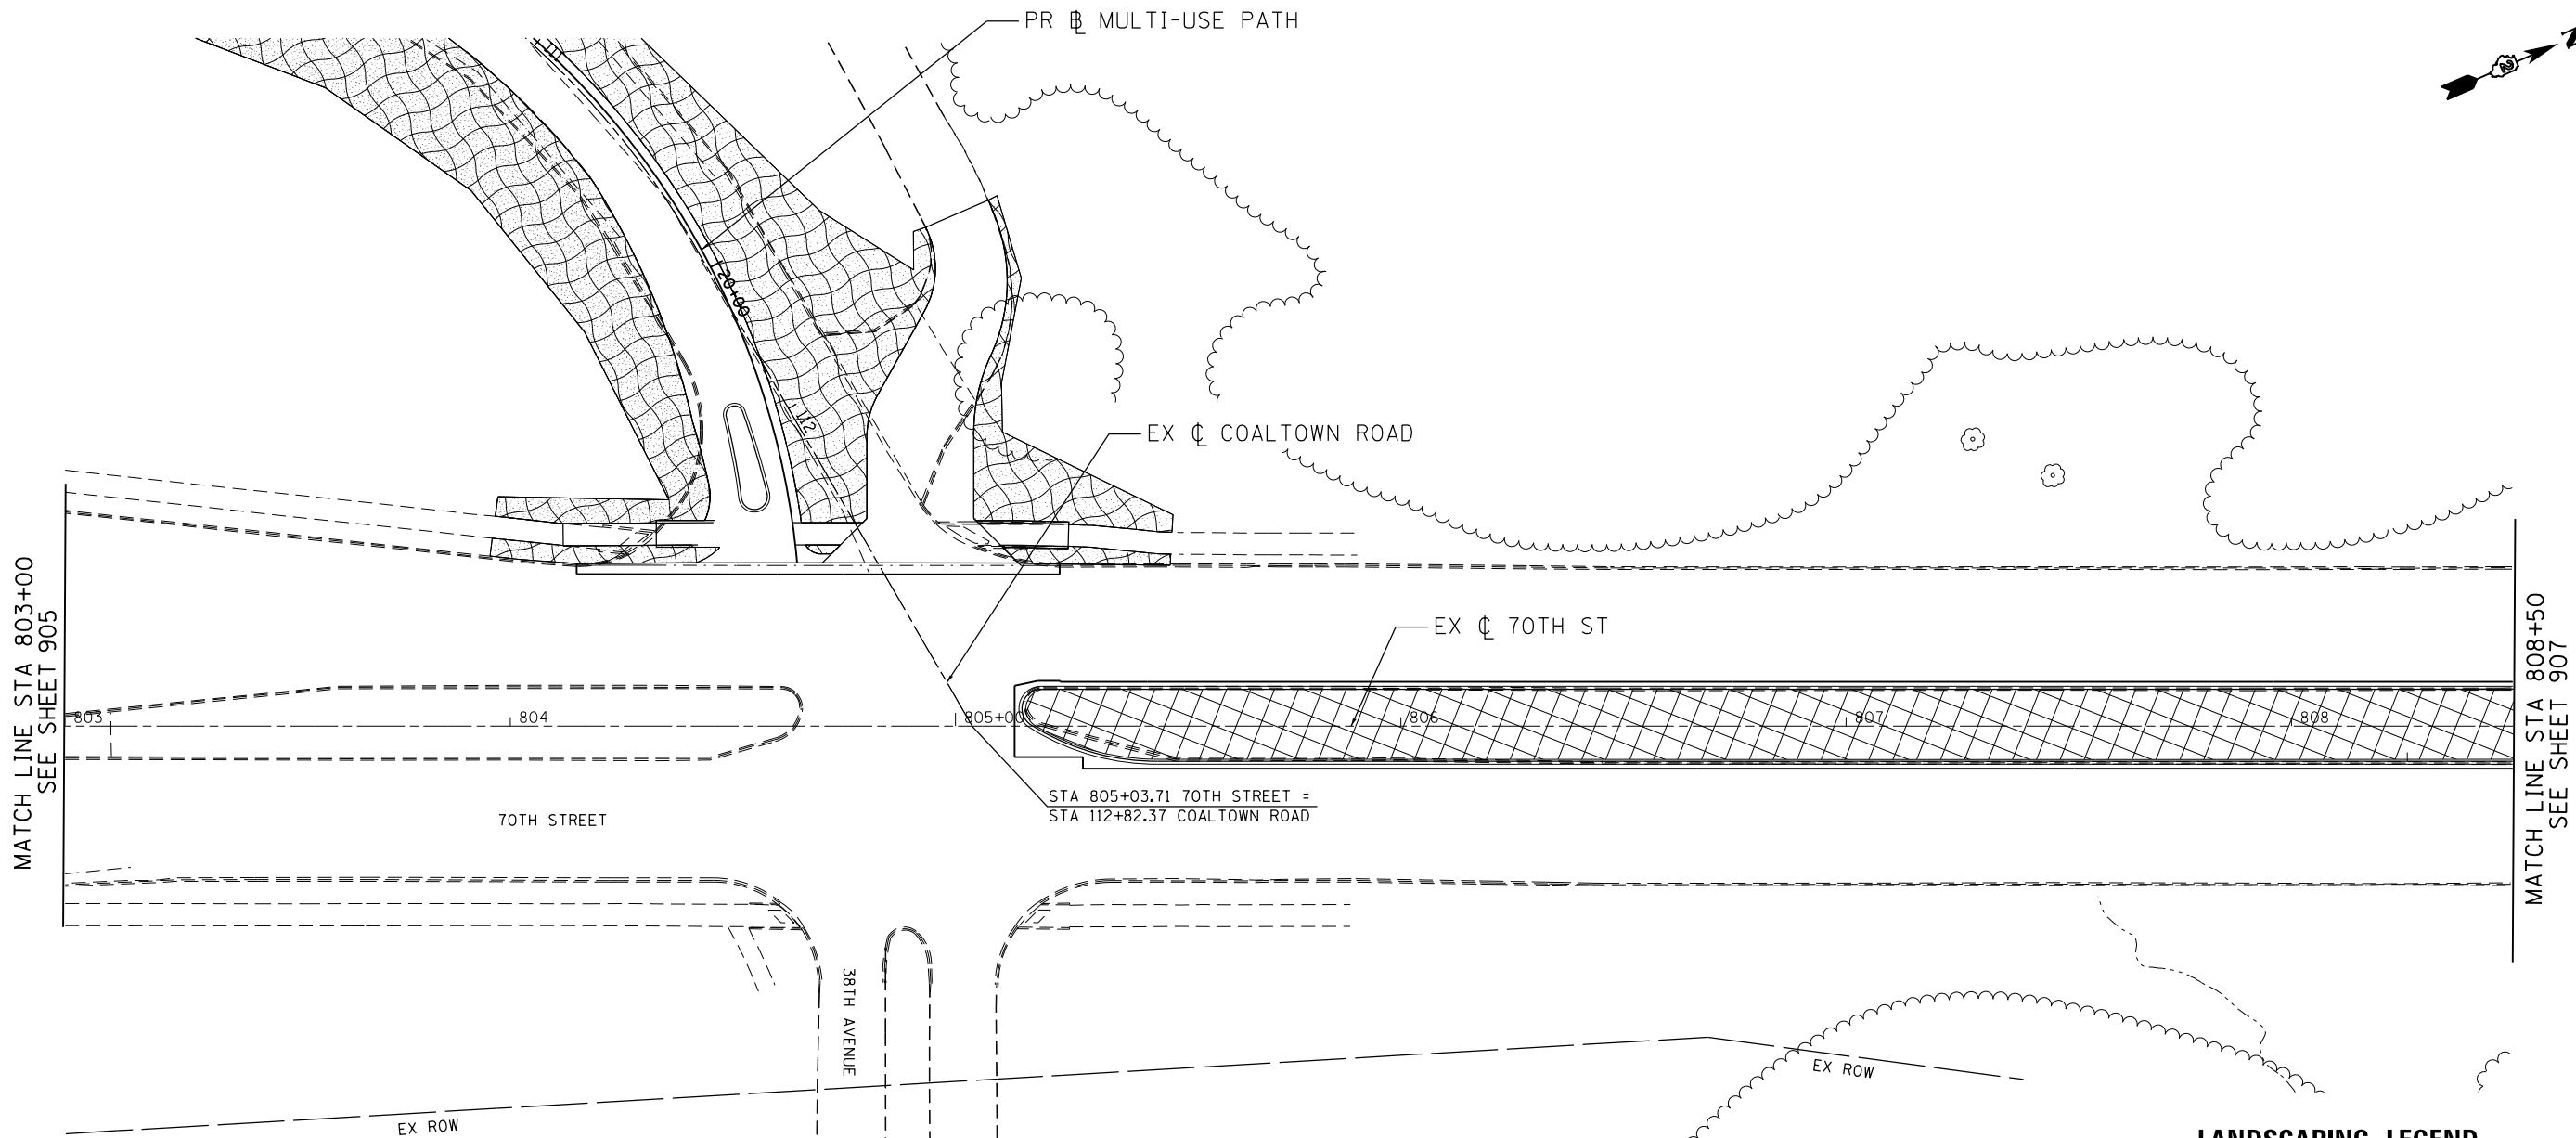 PR ⅊ MULTI-USE PATH
N
120+00
112
EX ℄ COALTOWN ROAD
EX ℄ 70TH ST
MATCH LINE STA 803+00
SEE SHEET 905
803
804
805+00
806
807
808
MATCH LINE STA 808+50
SEE SHEET 907
STA 805+03.71 70TH STREET =
STA 112+82.37 COALTOWN ROAD
70TH STREET
38TH AVENUE
EX ROW
EX ROW
LANDSCAPING LEGEND